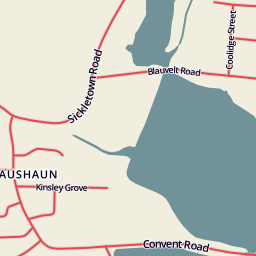 Coolidge Street
Blauvelt Road
Sickletown Road
AUSHAUN
Kinsley Grove
Convent Road